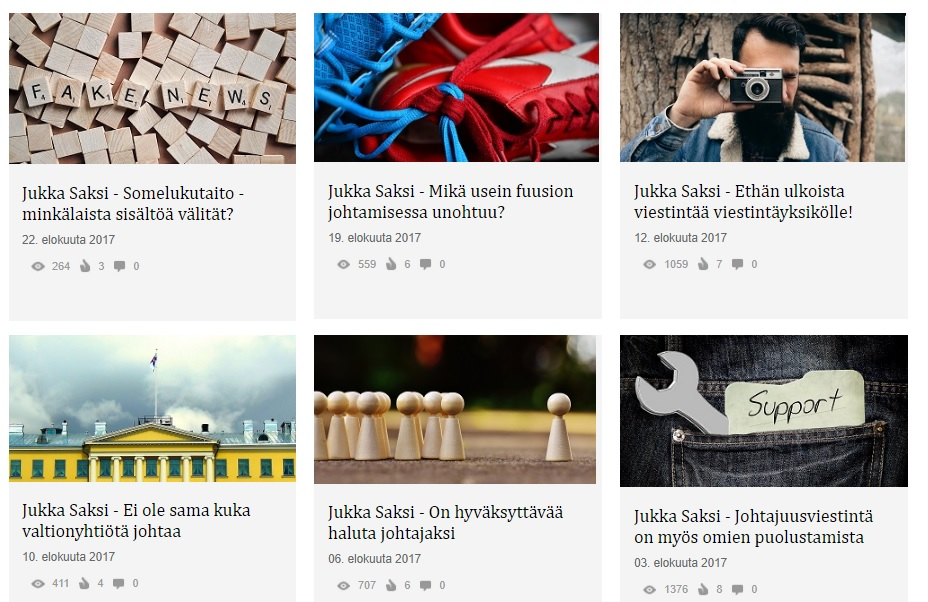 FAKE NEWS
Jukka Saksi - Somelukutaito -
minkälaista sisältöä välität?
22. elokuuta 2017
264 3 0
Jukka Saksi - Mikä usein fuusion
johtamisessa unohtuu?
19. elokuuta 2017
559 6 0
Jukka Saksi - Ethän ulkoista
viestintää viestintäyksikölle!
12. elokuuta 2017
1059 7 0
Jukka Saksi - Ei ole sama kuka
valtionyhtiötä johtaa
10. elokuuta 2017
411 4 0
Jukka Saksi - On hyväksyttävää
haluta johtajaksi
06. elokuuta 2017
707 6 0
Support
Jukka Saksi - Johtajuusviestintä
on myös omien puolustamista
03. elokuuta 2017
1376 8 0